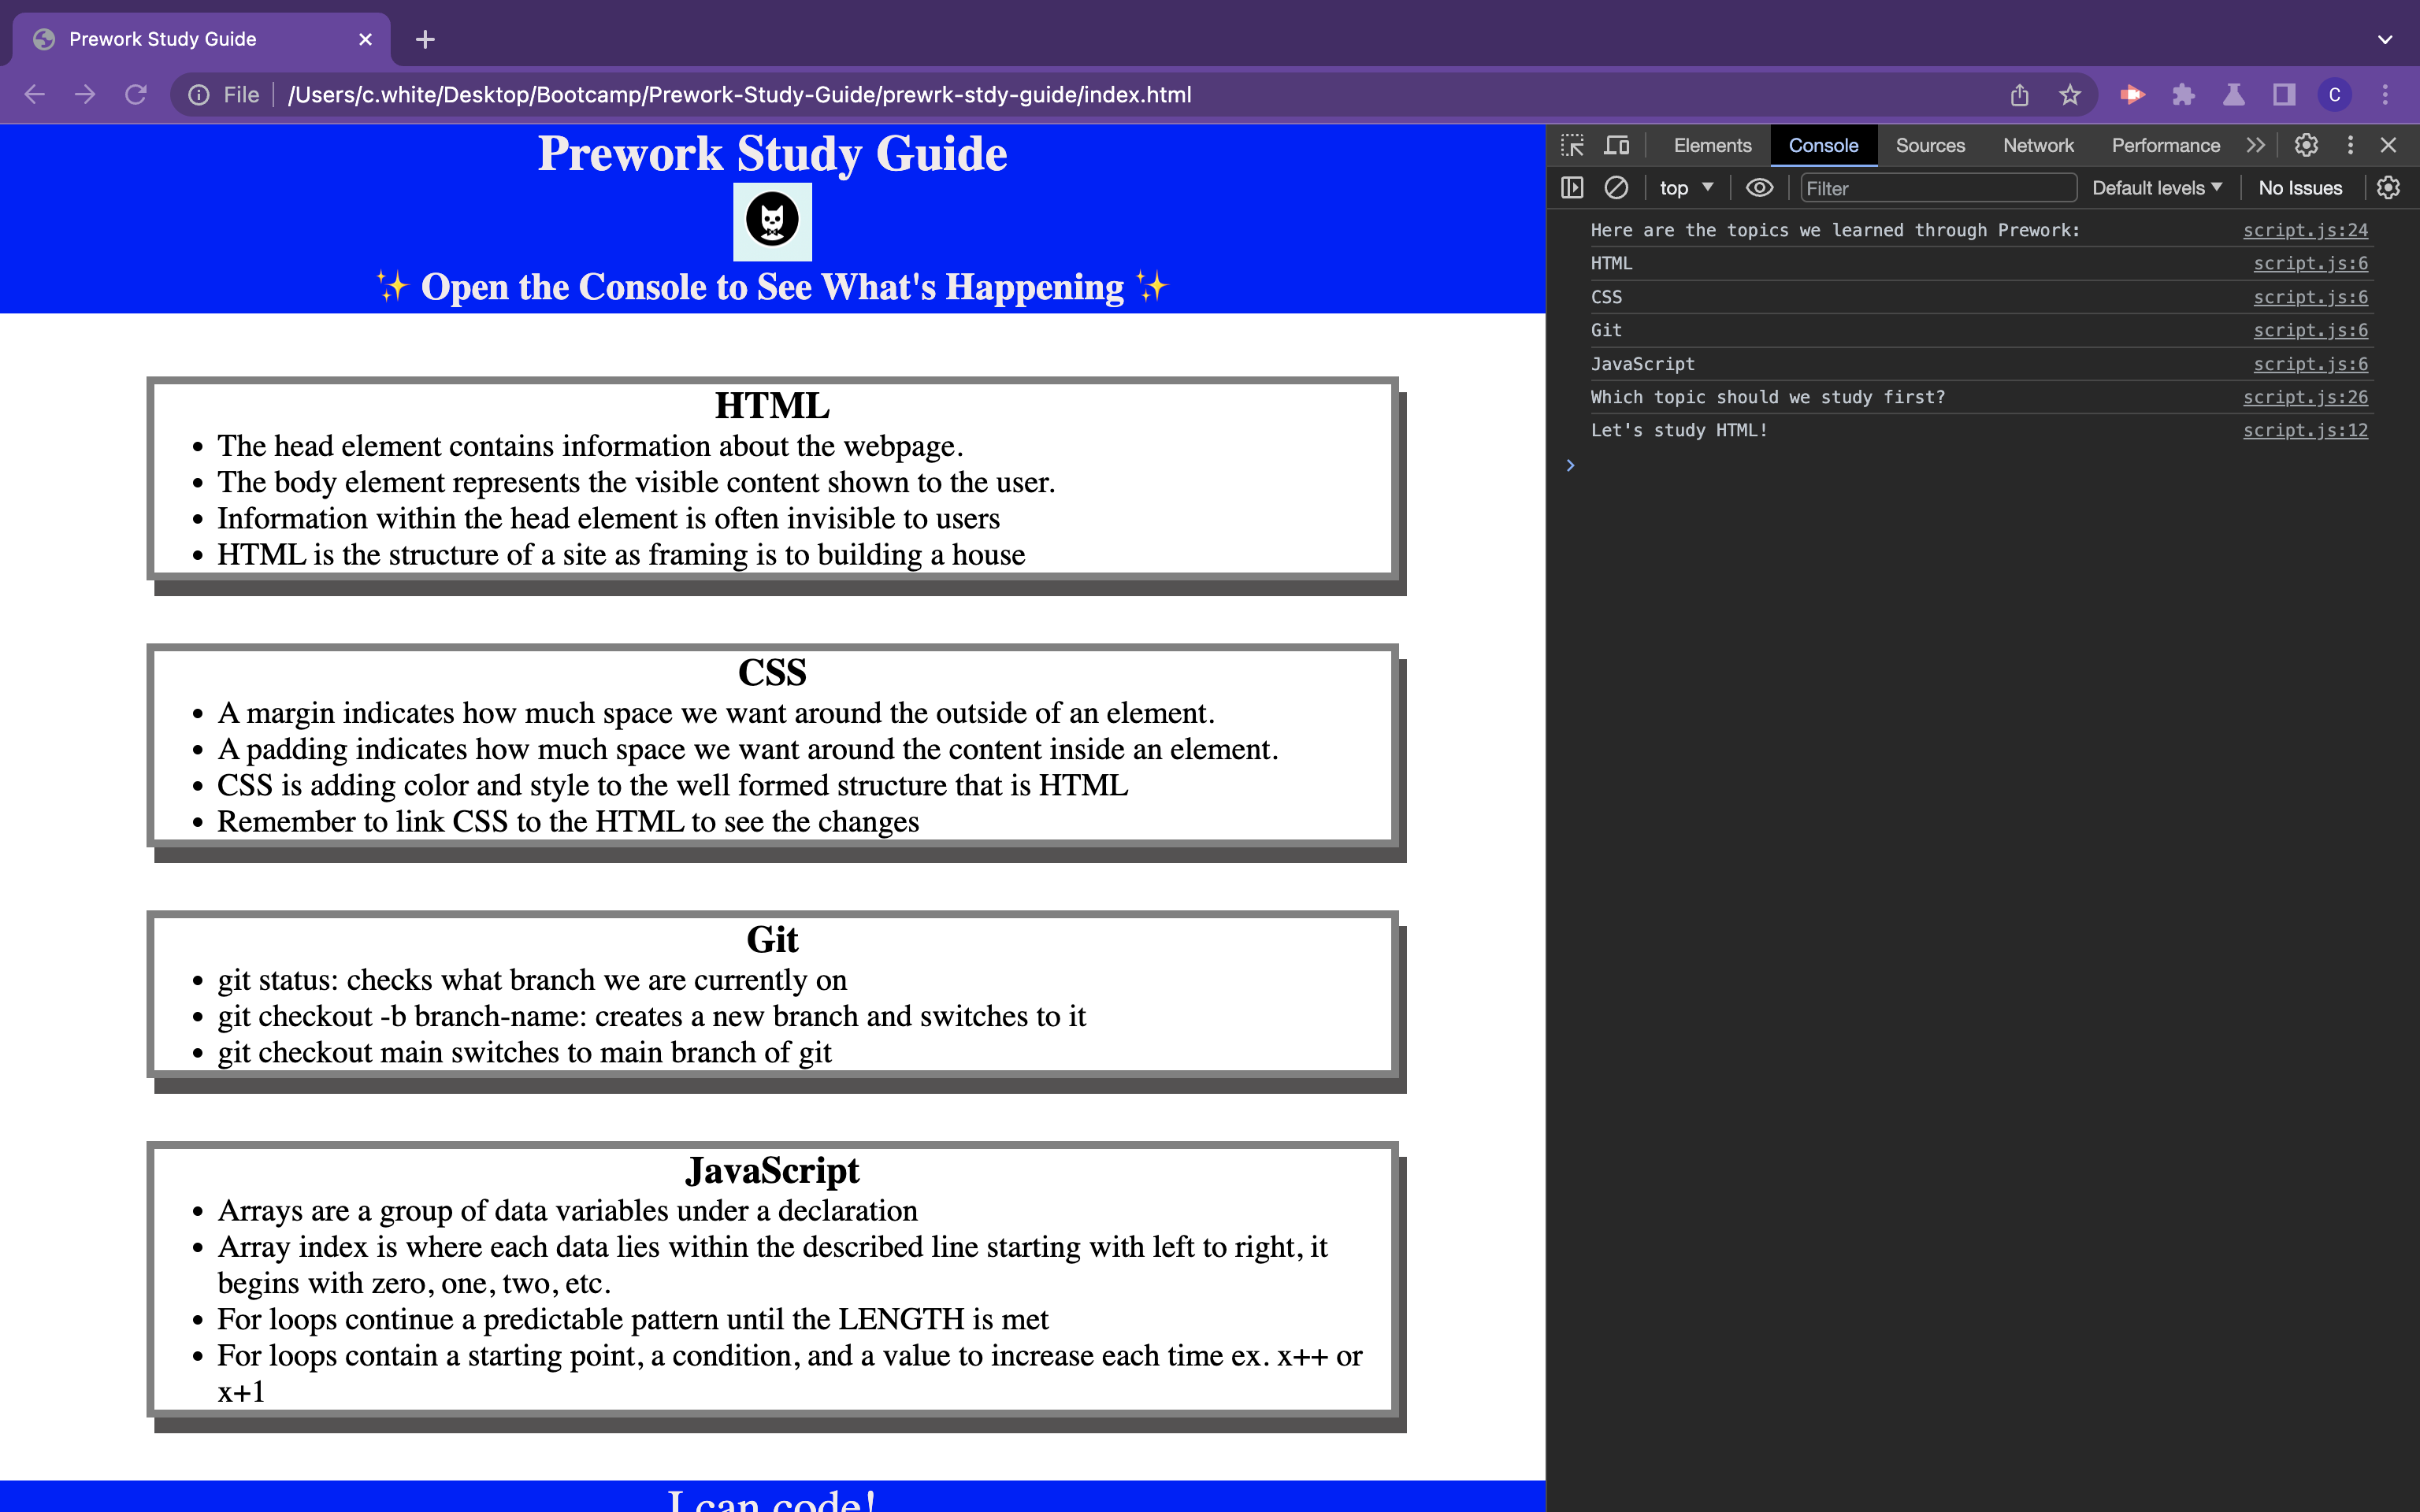 Prework Study Guide
File
/Users/c.white/Desktop/Bootcamp/Prework-Study-Guide/prewrk-stdy-guide/index.html
C
Prework Study Guide
✨ Open the Console to See What's Happening ✨
HTML
• The head element contains information about the webpage.
• The body element represents the visible content shown to the user.
• Information within the head element is often invisible to users
• HTML is the structure of a site as framing is to building a house
CSS
• A margin indicates how much space we want around the outside of an element.
• A padding indicates how much space we want around the content inside an element.
• CSS is adding color and style to the well formed structure that is HTML
• Remember to link CSS to the HTML to see the changes
Git
• git status: checks what branch we are currently on
• git checkout -b branch-name: creates a new branch and switches to it
• git checkout main switches to main branch of git
JavaScript
• Arrays are a group of data variables under a declaration
• Array index is where each data lies within the described line starting with left to right, it
begins with zero, one, two, etc.
• For loops continue a predictable pattern until the LENGTH is met
• For loops contain a starting point, a condition, and a value to increase each time ex. x++ or
x+1
I can code!
Elements Console Sources Network Performance
top Filter Default levels No Issues
Here are the topics we learned through Prework: script.js:24
HTML script.js:6
CSS script.js:6
Git script.js:6
JavaScript script.js:6
Which topic should we study first? script.js:26
Let's study HTML! script.js:12